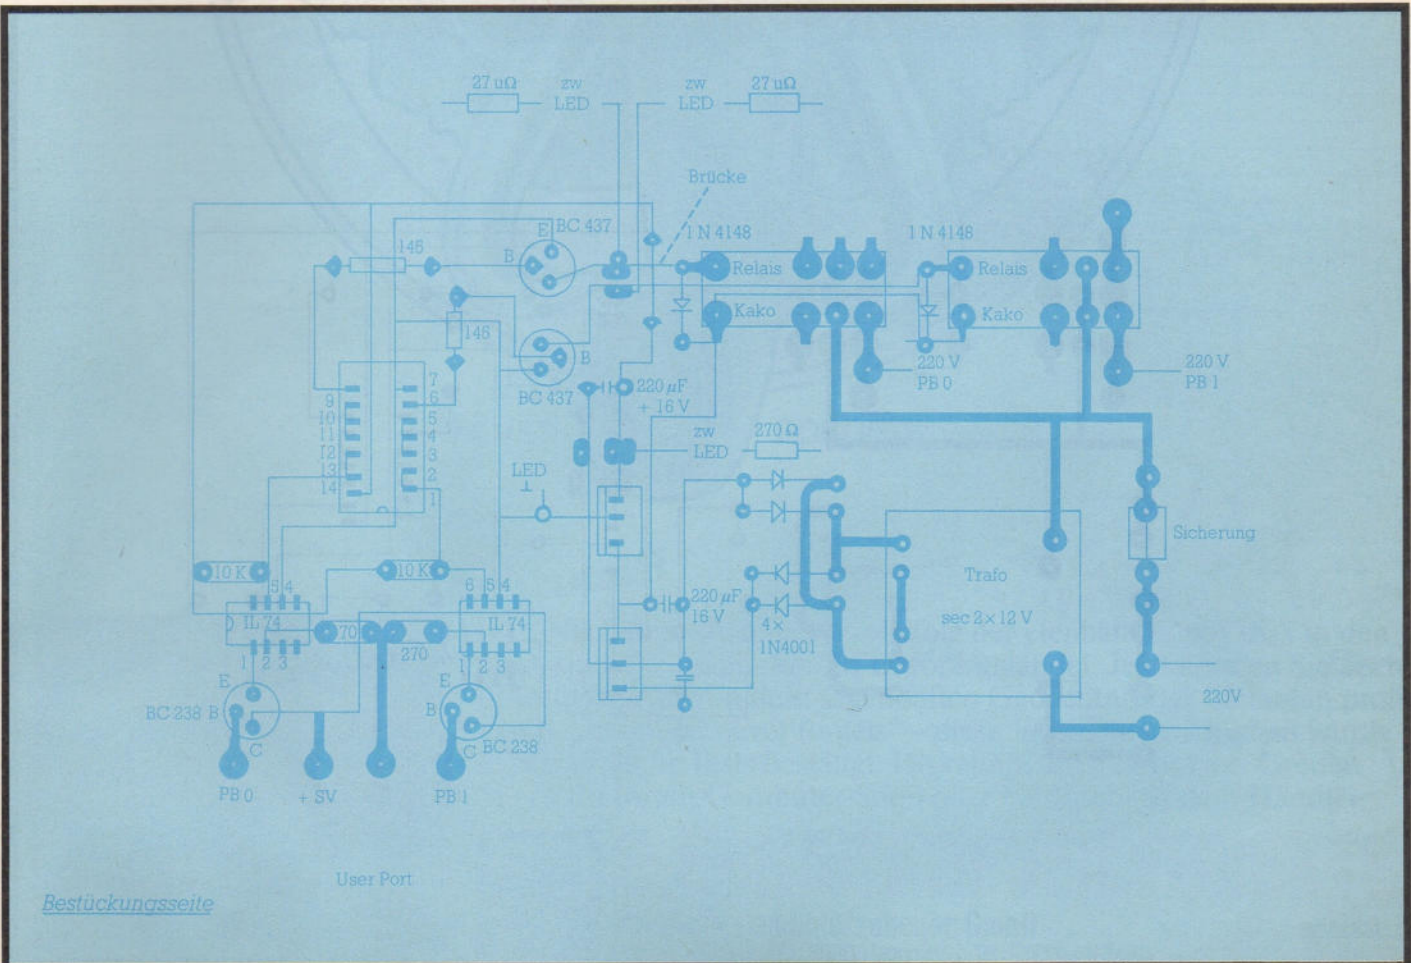 27 uΩ
zw
LED
zw
LED
27 uΩ
Brücke
E
BC 437
1 N 4148
1 N 4148
146
B
Relais
Relais
Kako
Kako
146
B
BC 437
220 V
PB 0
220 V
PB 1
7
9
6
10
5
11
4
12
3
13
2
14
1
220 µF
+ 16 V
zw
LED
270 Ω
LED
Sicherung
10 K
5 4
10 K
6 5 4
Trafo
sec 2×12 V
IL 74
70
270
IL 74
220 µF
16 V
4×
1N4001
1 2 3
1 2 3
E
BC 238 B
C
E
B
C BC 238
220V
PB 0
+ SV
PB 1
User Port
Bestückungsseite